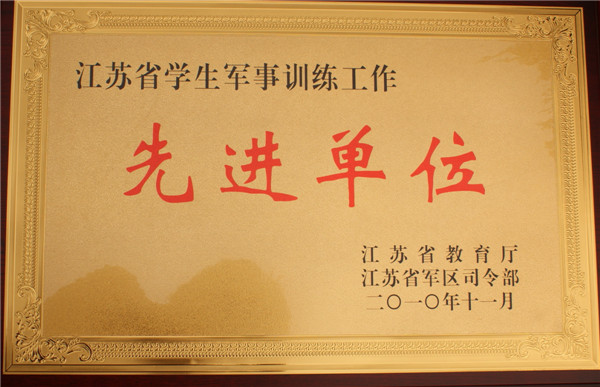 江苏省学生军事训练工作
先进单位
江苏省教育厅
江苏省军区司令部
二〇一〇年十一月